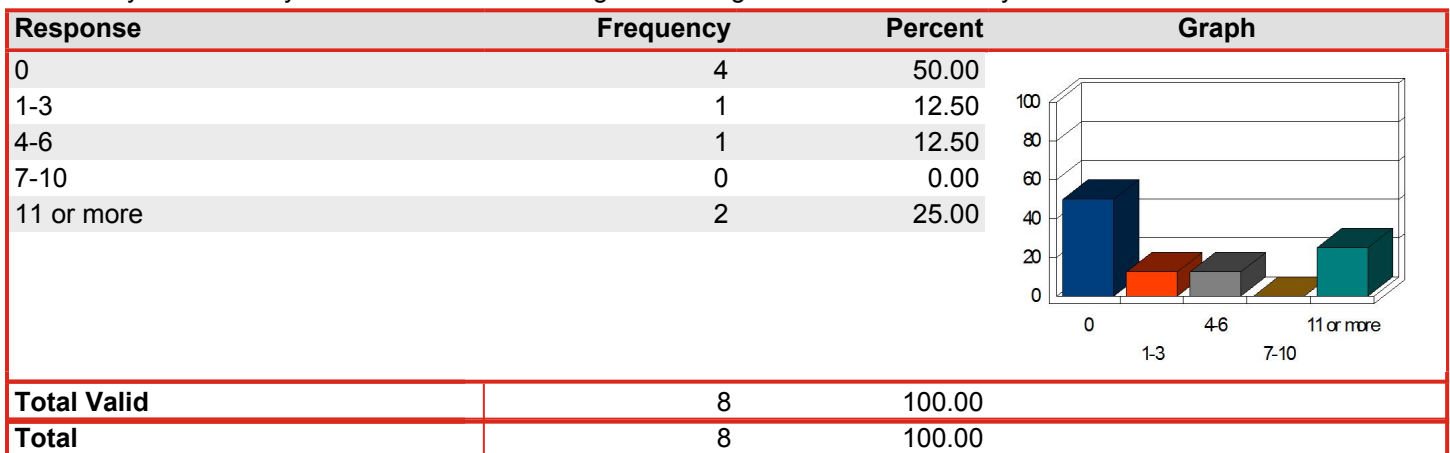 Response Frequency Percent Graph
0 4 50.00
1-3 1 12.50
4-6 1 12.50
7-10 0 0.00
11 or more 2 25.00
100
80
60
40
20
0
0 4-6 11 or more
1-3 7-10
Total Valid 8 100.00
Total 8 100.00